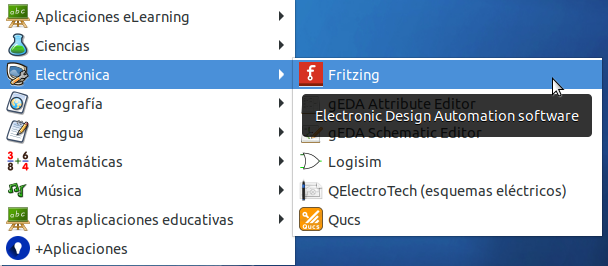 Aplicaciones eLearning
Ciencias
Electrónica
Geografía
Lengua
Matemáticas
Música
Otras aplicaciones educativas
+Aplicaciones
Fritzing
gEDA Attribute Editor
Electronic Design Automation software
gEDA Schematic Editor
Logisim
QElectroTech (esquemas eléctricos)
Qucs